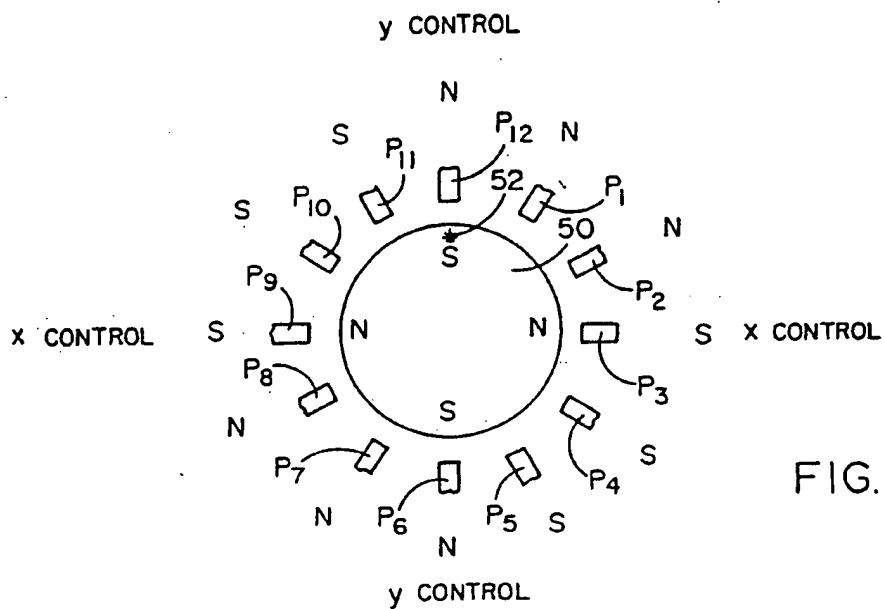 y CONTROL
N
S P11 P12 N
52 P1
S P10 50 N
S P2
P9
x CONTROL S N N S x CONTROL
P8 P3
S
N P4 S
P7 P6 P5 FIG.
N S
N
y CONTROL